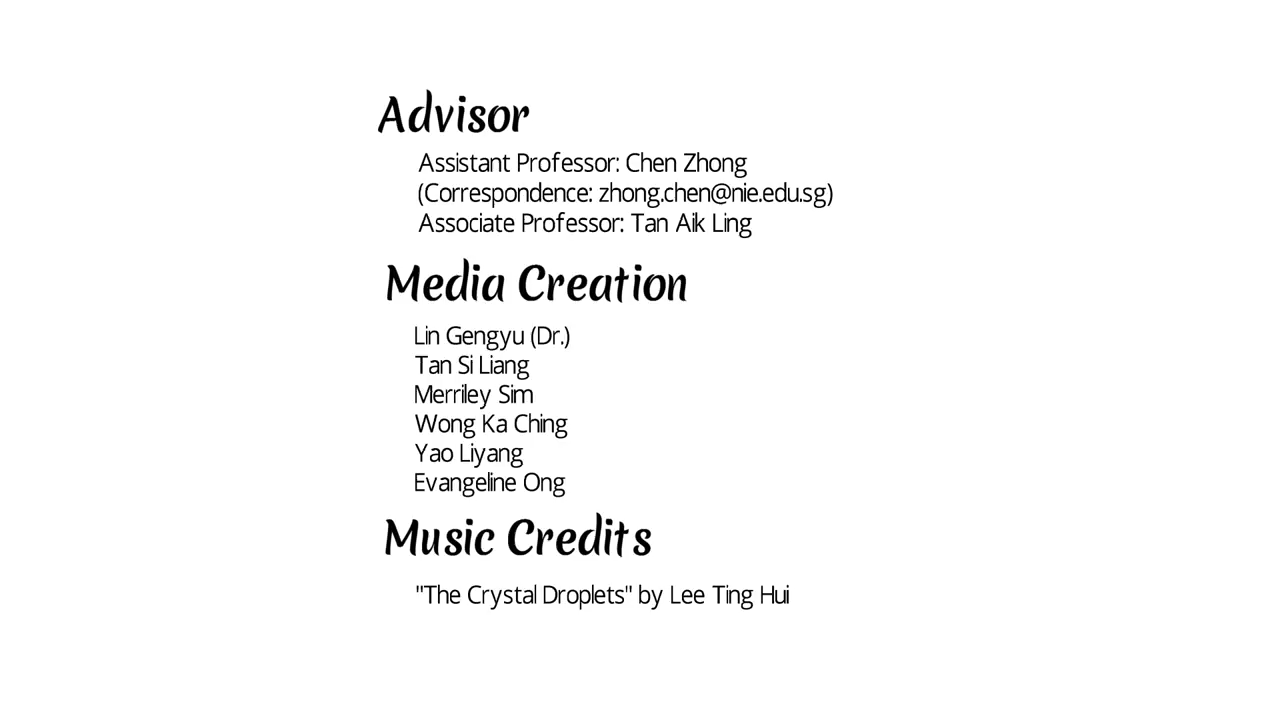 Advisor
Assistant Professor: Chen Zhong
(Correspondence: zhong.chen@nie.edu.sg)
Associate Professor: Tan Aik Ling
Media Creation
Lin Gengyu (Dr.)
Tan Si Liang
Merriley Sim
Wong Ka Ching
Yao Liyang
Evangeline Ong
Music Credits
"The Crystal Droplets" by Lee Ting Hui